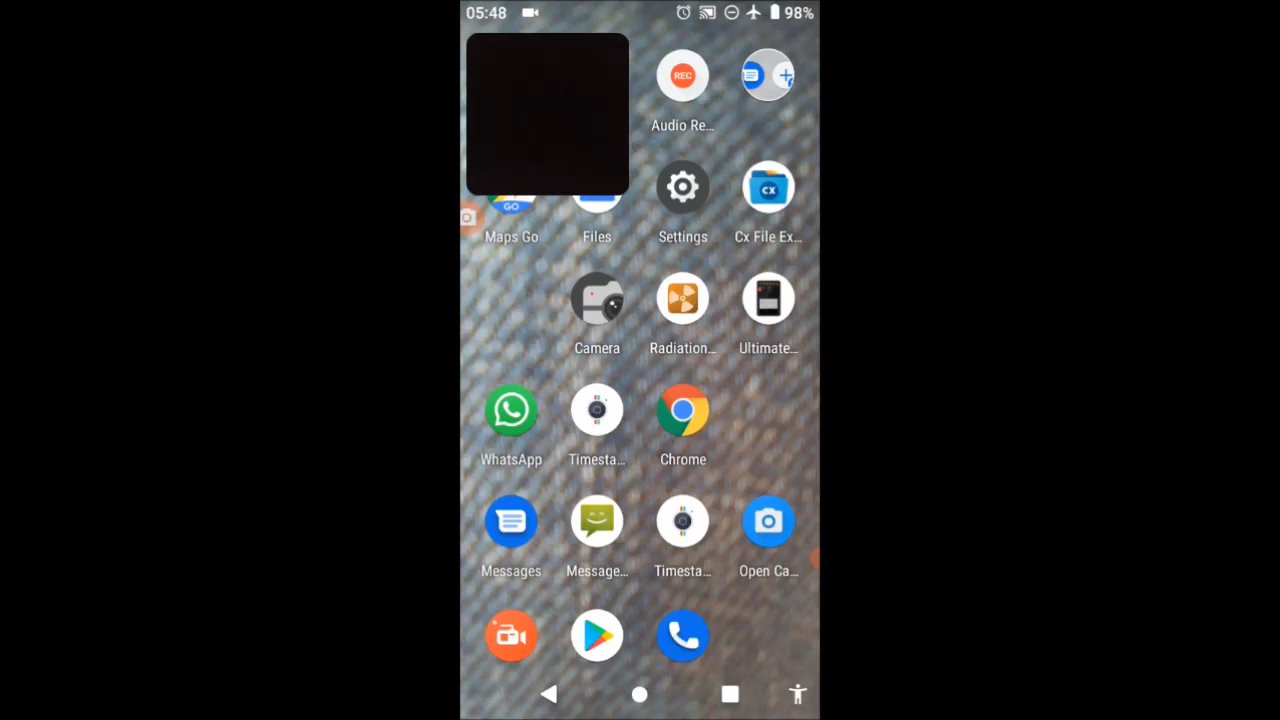 05:48 98%
REC
Audio Re...
GO
CX
Maps Go Files Settings Cx File Ex...
Camera Radiation... Ultimate...
WhatsApp Timesta... Chrome
Messages Message... Timesta... Open Ca...